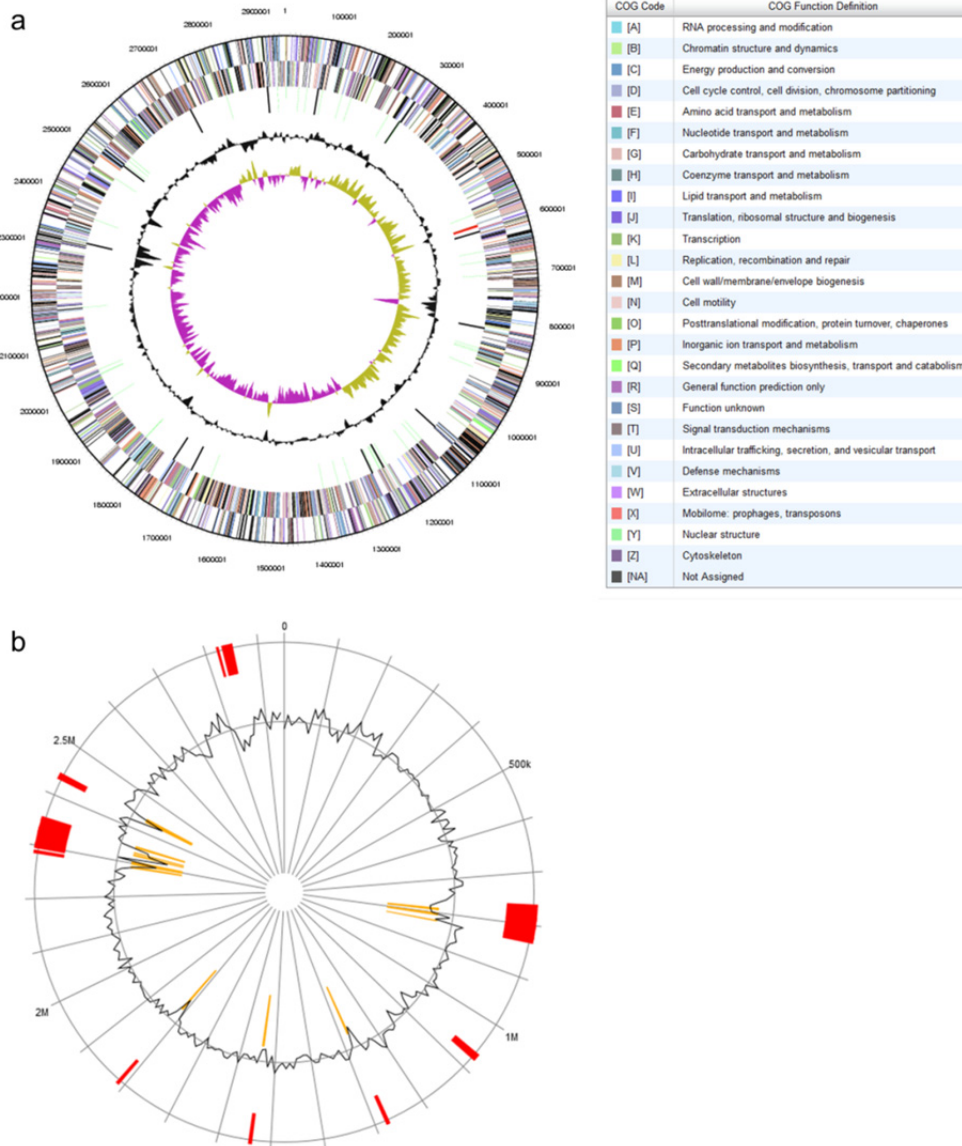 a
1
100001
200001
300001
400001
500001
600001
700001
800001
900001
1000001
1100001
1200001
1300001
1400001
1500001
1600001
1700001
1800001
1900001
2000001
2100001
00001
300001
2400001
2500001
2600001
2700001
2800001
2900001
COG Code COG Function Definition
[A] RNA processing and modification
[B] Chromatin structure and dynamics
[C] Energy production and conversion
[D] Cell cycle control, cell division, chromosome partitioning
[E] Amino acid transport and metabolism
[F] Nucleotide transport and metabolism
[G] Carbohydrate transport and metabolism
[H] Coenzyme transport and metabolism
[I] Lipid transport and metabolism
[J] Translation, ribosomal structure and biogenesis
[K] Transcription
[L] Replication, recombination and repair
[M] Cell wall/membrane/envelope biogenesis
[N] Cell motility
[O] Posttranslational modification, protein turnover, chaperones
[P] Inorganic ion transport and metabolism
[Q] Secondary metabolites biosynthesis, transport and catabolism
[R] General function prediction only
[S] Function unknown
[T] Signal transduction mechanisms
[U] Intracellular trafficking, secretion, and vesicular transport
[V] Defense mechanisms
[W] Extracellular structures
[X] Mobilome: prophages, transposons
[Y] Nuclear structure
[Z] Cytoskeleton
[NA] Not Assigned
b
0
500k
1M
2M
2.5M